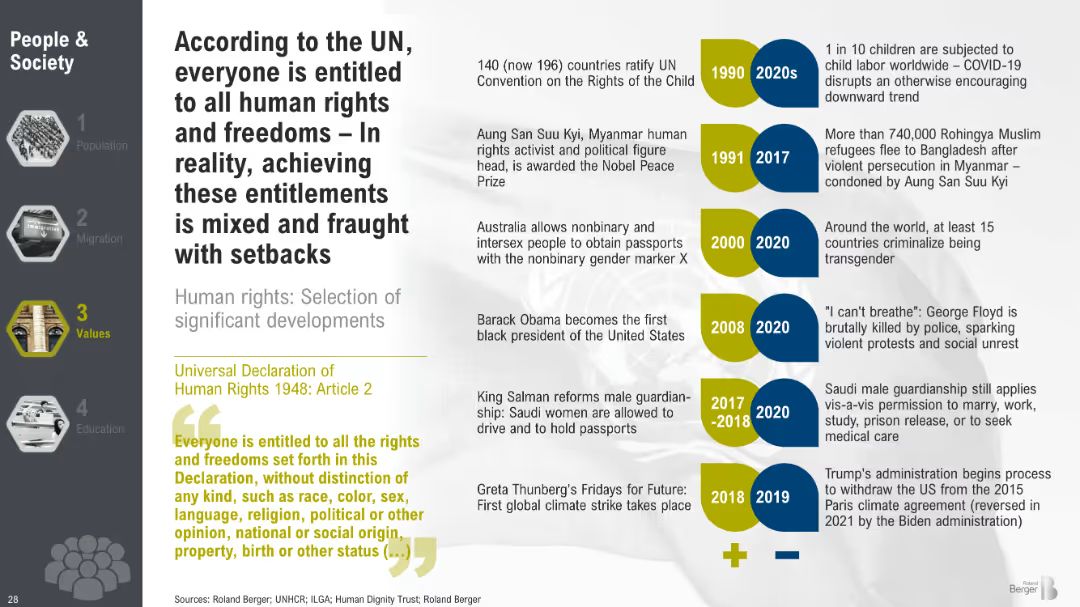 People &
Society
1
Population
2
Migration
3
Values
4
Education
28
According to the UN,
everyone is entitled
to all human rights
and freedoms – In
reality, achieving
these entitlements
is mixed and fraught
with setbacks
Human rights: Selection of
significant developments
Universal Declaration of
Human Rights 1948: Article 2
Everyone is entitled to all the rights
and freedoms set forth in this
Declaration, without distinction of
any kind, such as race, color, sex,
language, religion, political or other
opinion, national or social origin,
property, birth or other status (...)
140 (now 196) countries ratify UN
Convention on the Rights of the Child
1990 2020s
1 in 10 children are subjected to
child labor worldwide – COVID-19
disrupts an otherwise encouraging
downward trend
Aung San Suu Kyi, Myanmar human
rights activist and political figure
head, is awarded the Nobel Peace
Prize
1991 2017
More than 740,000 Rohingya Muslim
refugees flee to Bangladesh after
violent persecution in Myanmar –
condoned by Aung San Suu Kyi
Australia allows nonbinary and
intersex people to obtain passports
with the nonbinary gender marker X
2000 2020
Around the world, at least 15
countries criminalize being
transgender
Barack Obama becomes the first
black president of the United States
2008 2020
"I can't breathe": George Floyd is
brutally killed by police, sparking
violent protests and social unrest
King Salman reforms male guardian-
ship: Saudi women are allowed to
drive and to hold passports
2017
-2018 2020
Saudi male guardianship still applies
vis-a-vis permission to marry, work,
study, prison release, or to seek
medical care
Greta Thunberg's Fridays for Future:
First global climate strike takes place
2018 2019
Trump's administration begins process
to withdraw the US from the 2015
Paris climate agreement (reversed in
2021 by the Biden administration)
+ –
Sources: Roland Berger; UNHCR; ILGA; Human Dignity Trust; Roland Berger
Roland
Berger B